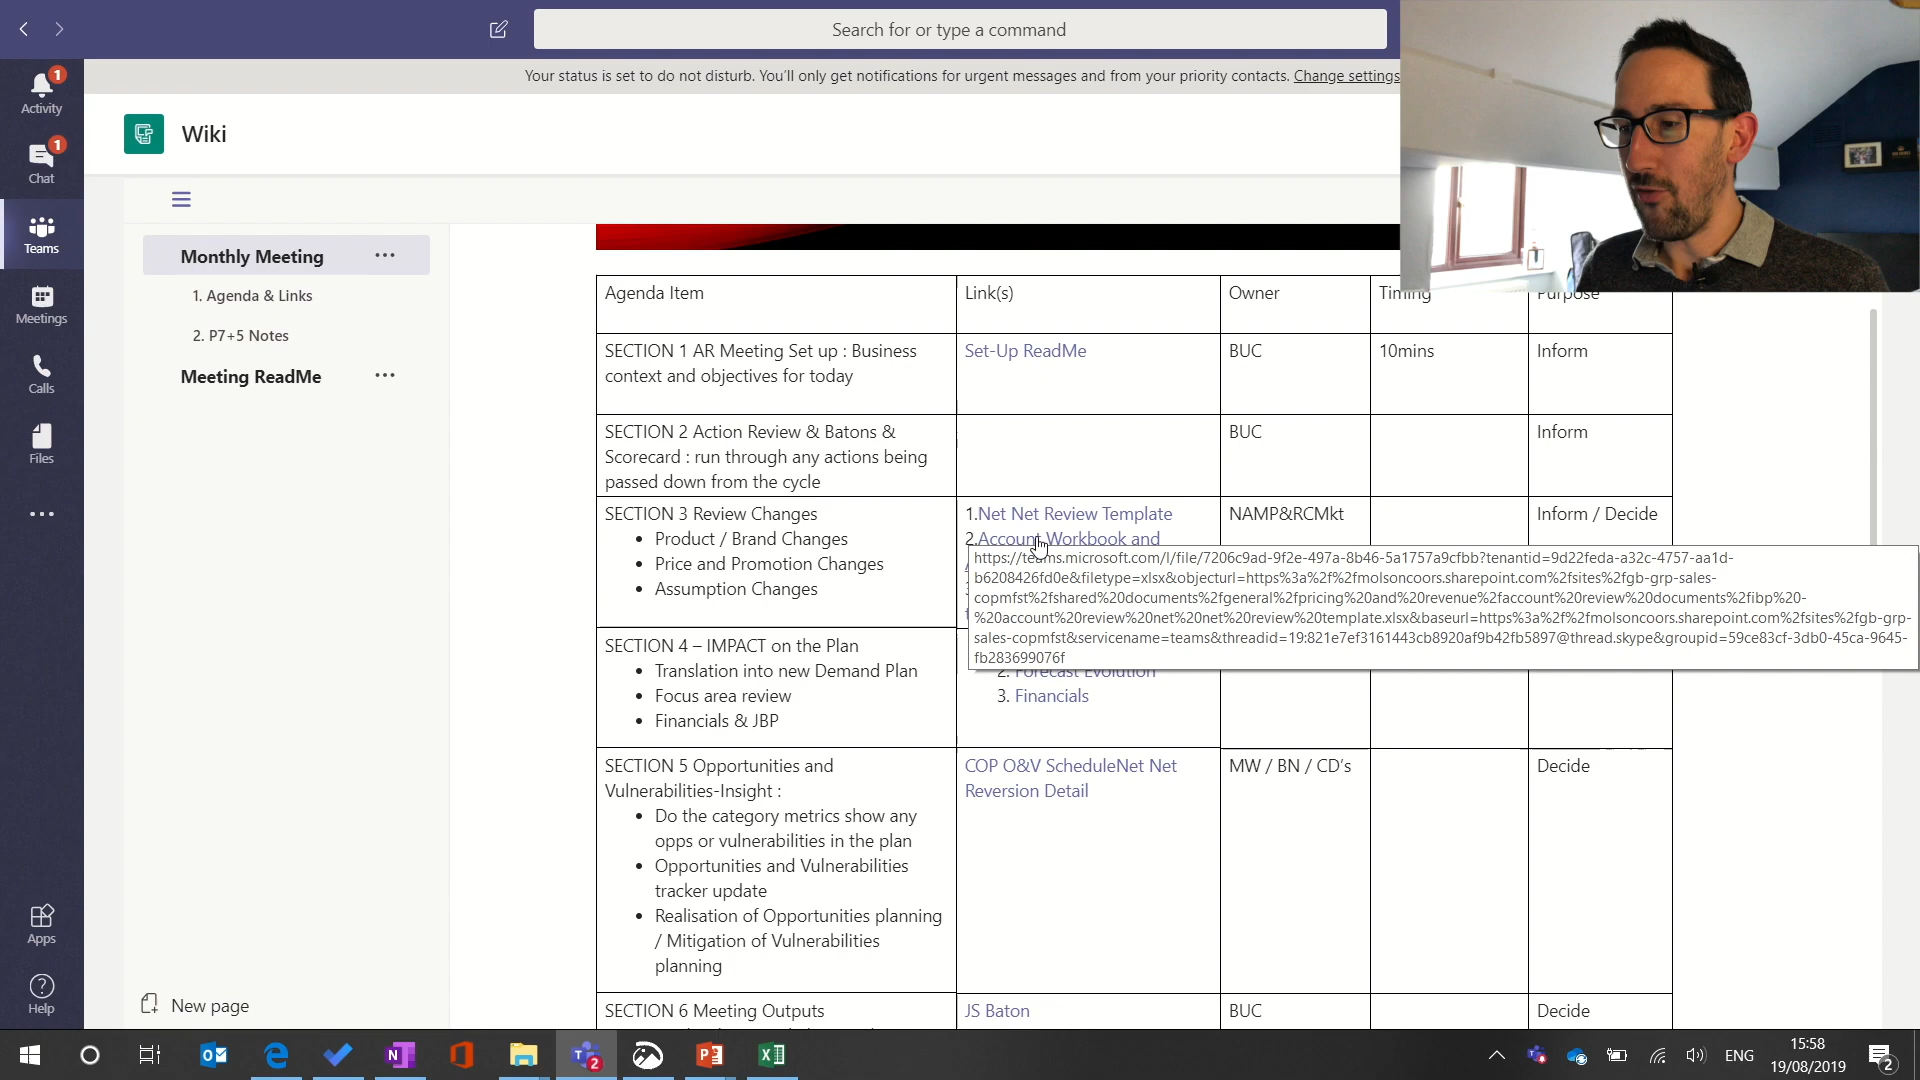 Search for or type a command
Your status is set to do not disturb. You'll only get notifications for urgent messages and from your priority contacts. Change settings
1
Activity
1
Chat
Teams
Meetings
Calls
Files
Apps
Help
Wiki
Monthly Meeting
1. Agenda & Links
2. P7+5 Notes
Meeting ReadMe
New page
Agenda Item Link(s) Owner Timing Purpose
SECTION 1 AR Meeting Set up : Business Set-Up ReadMe BUC 10mins Inform
context and objectives for today
SECTION 2 Action Review & Batons & BUC Inform
Scorecard : run through any actions being
passed down from the cycle
SECTION 3 Review Changes 1.Net Net Review Template NAMP&RCMkt Inform / Decide
• Product / Brand Changes 2.Account Workbook and
• Price and Promotion Changes
• Assumption Changes
https://teams.microsoft.com/l/file/7206c9ad-9f2e-497a-8b46-5a1757a9cfbb?tenantid=9d22feda-a32c-4757-aa1d-
b6208426fd0e&filetype=xlsx&objecturl=https%3a%2f%2fmolsoncoors.sharepoint.com%2fsites%2fgb-grp-sales-
copmfst%2fshared%20documents%2fgeneral%2fpricing%20and%20revenue%2faccount%20review%20documents%2fibp%20-
%20account%20review%20net%20net%20review%20template.xlsx&baseurl=https%3a%2f%2fmolsoncoors.sharepoint.com%2fsites%2fgb-grp-
sales-copmfst&servicename=teams&threadid=19:821e7ef3161443cb8920af9b42fb5897@thread.skype&groupid=59ce83cf-3db0-45ca-9645-
fb283699076f
SECTION 4 – IMPACT on the Plan
• Translation into new Demand Plan 2. Forecast Evolution
• Focus area review 3. Financials
• Financials & JBP
SECTION 5 Opportunities and COP O&V ScheduleNet Net MW / BN / CD's Decide
Vulnerabilities-Insight : Reversion Detail
• Do the category metrics show any
opps or vulnerabilities in the plan
• Opportunities and Vulnerabilities
tracker update
• Realisation of Opportunities planning
/ Mitigation of Vulnerabilities
planning
SECTION 6 Meeting Outputs JS Baton BUC Decide
2
ENG
15:58
19/08/2019
2